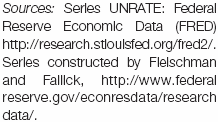 Sources: Series UNRATE: Federal
Reserve Economic Data (FRED)
http://research.stlouisfed.org/fred2/.
Series constructed by Fleischman
and Fallick, http://www.federal
reserve.gov/econresdata/research
data/.